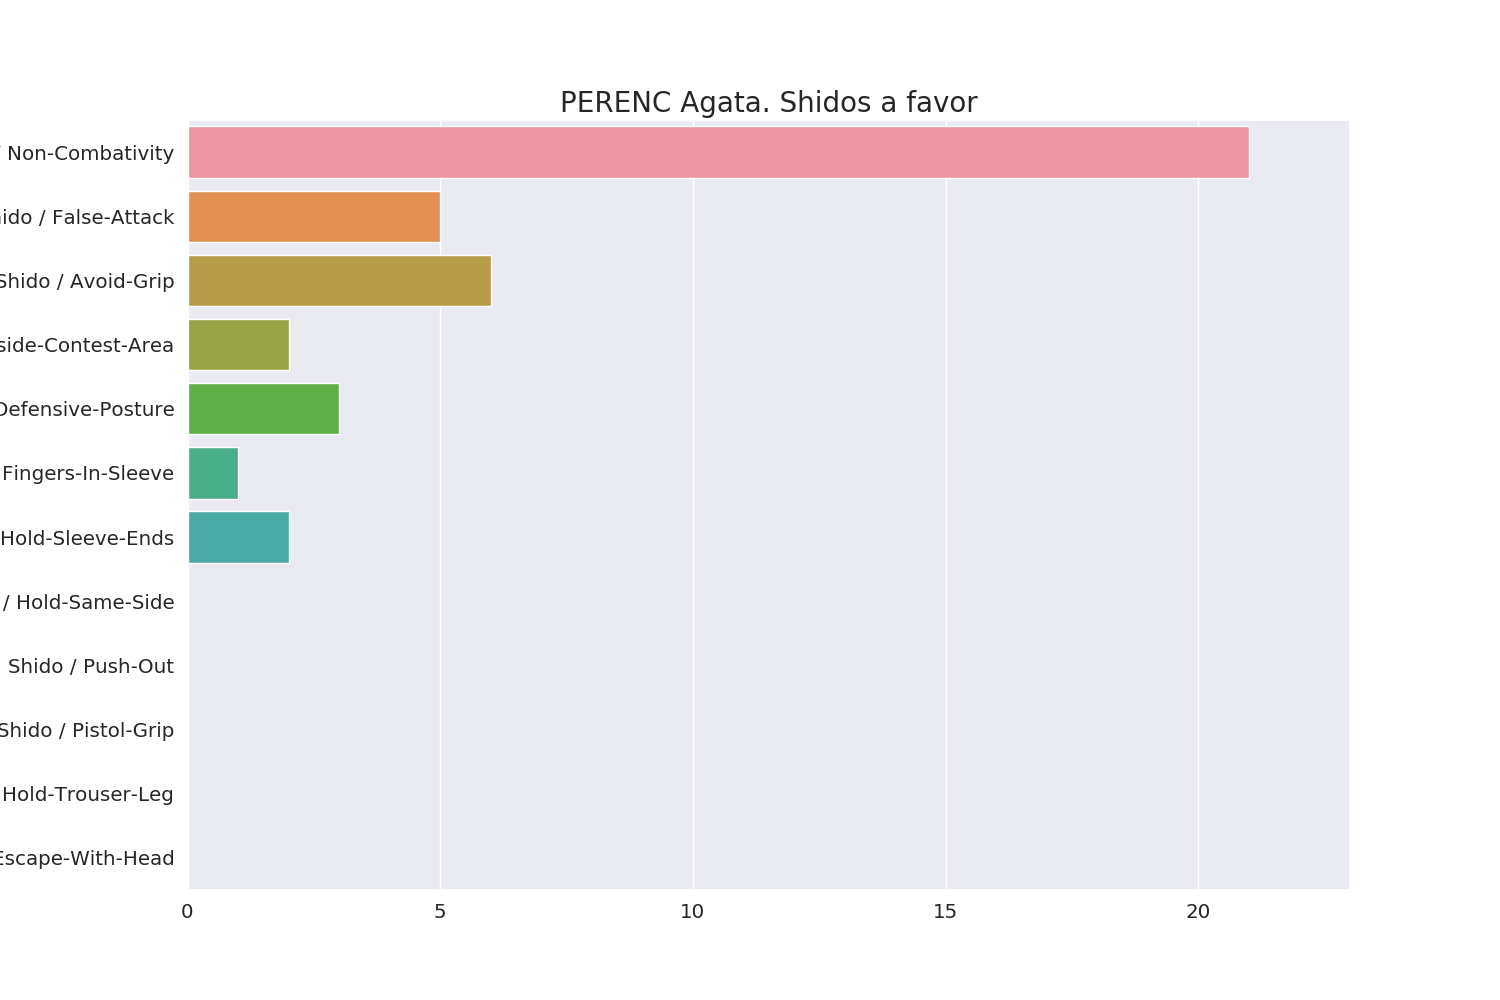 PERENC Agata. Shidos a favor
/ Non-Combativity
/ False-Attack
Shido / Avoid-Grip
Contest-Area
Defensive-Posture
Fingers-In-Sleeve
Hold-Sleeve-Ends
/ Hold-Same-Side
Shido / Push-Out
Shido / Pistol-Grip
Hold-Trouser-Leg
Escape-With-Head
0 5 10 15 20